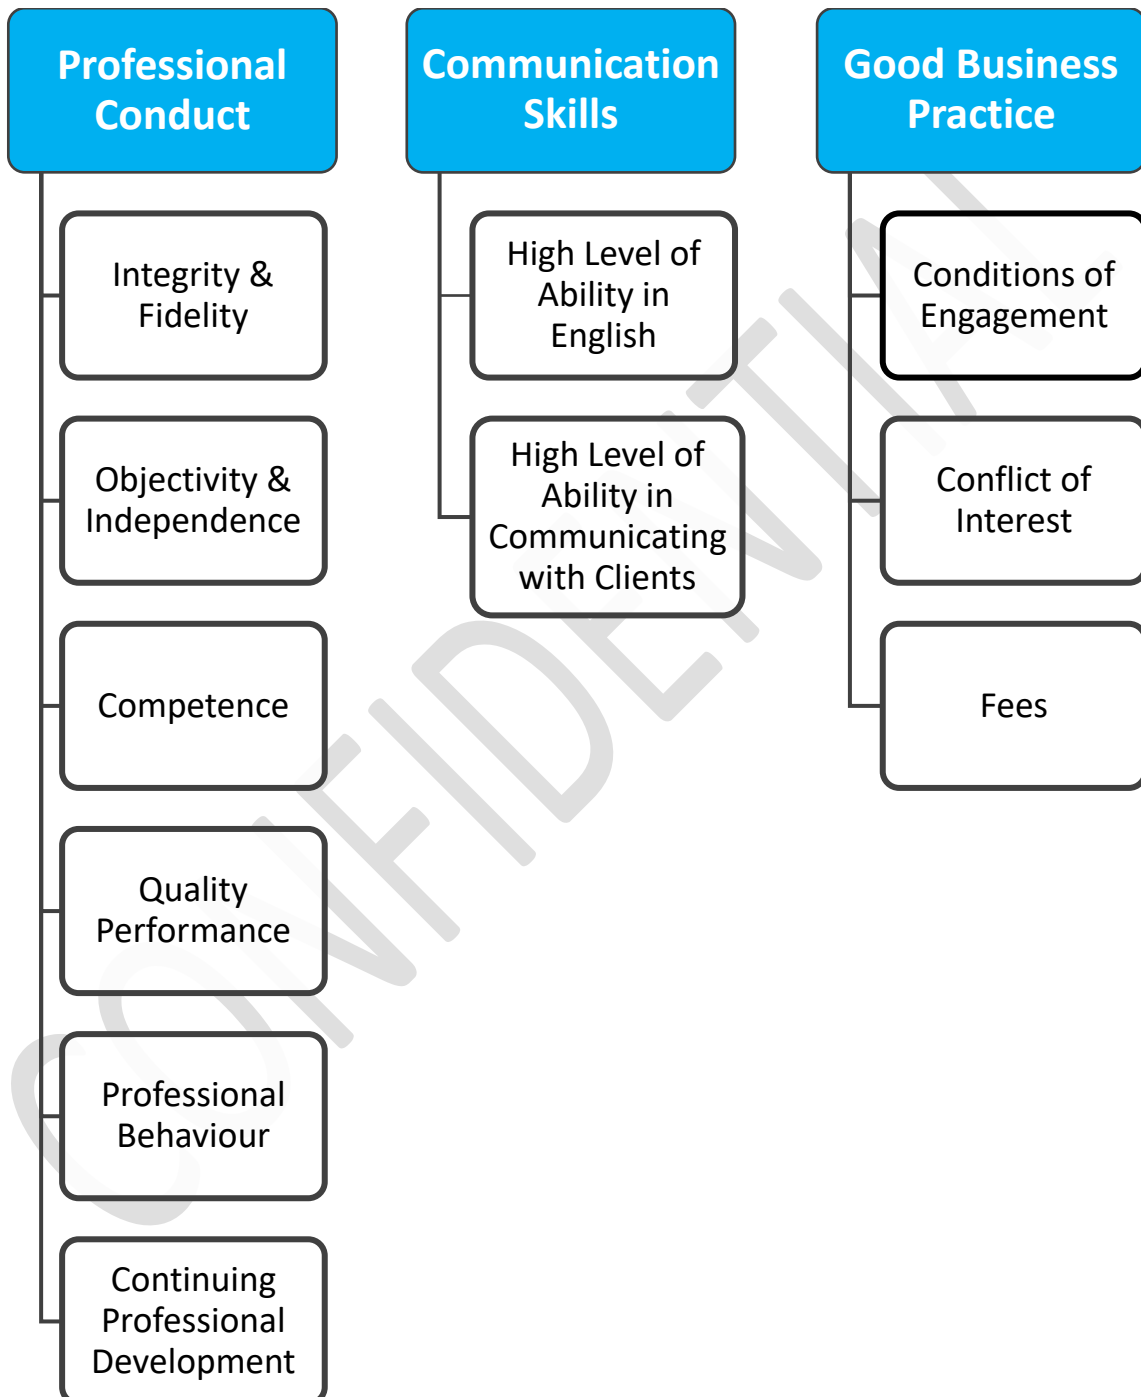 Professional
Conduct
Integrity &
Fidelity
Objectivity &
Independence
Competence
Quality
Performance
Professional
Behaviour
Continuing
Professional
Development
Communication
Skills
High Level of
Ability in
English
High Level of
Ability in
Communicating
with Clients
Good Business
Practice
Conditions of
Engagement
Conflict of
Interest
Fees
CONFIDENTIAL